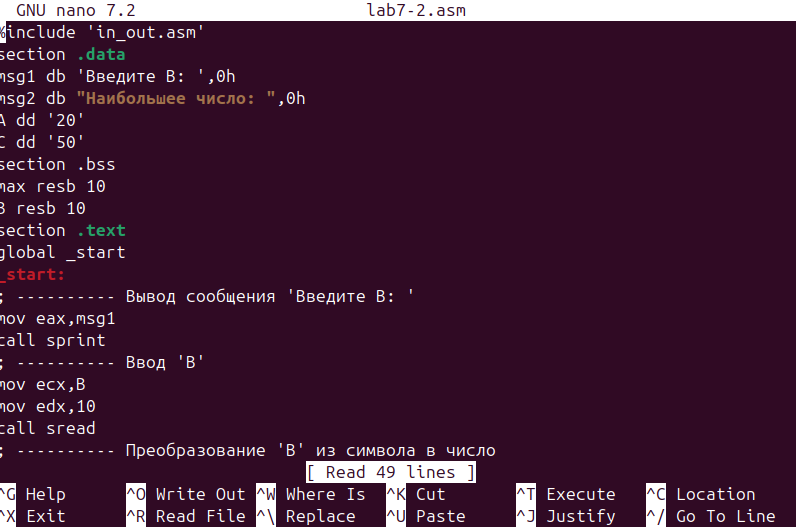 GNU nano 7.2 lab7-2.asm
%include 'in_out.asm'
section .data
msg1 db 'Введите B: ',0h
msg2 db "Наибольшее число: ",0h
A dd '20'
C dd '50'
section .bss
max resb 10
B resb 10
section .text
global _start
_start:
; ---------- Вывод сообщения 'Введите B: '
mov eax,msg1
call sprint
; ---------- Ввод 'B'
mov ecx,B
mov edx,10
call sread
; ---------- Преобразование 'B' из символа в число
[ Read 49 lines ]
^G Help ^O Write Out ^W Where Is ^K Cut ^T Execute ^C Location
^X Exit ^R Read File ^\ Replace ^U Paste ^J Justify ^/ Go To Line